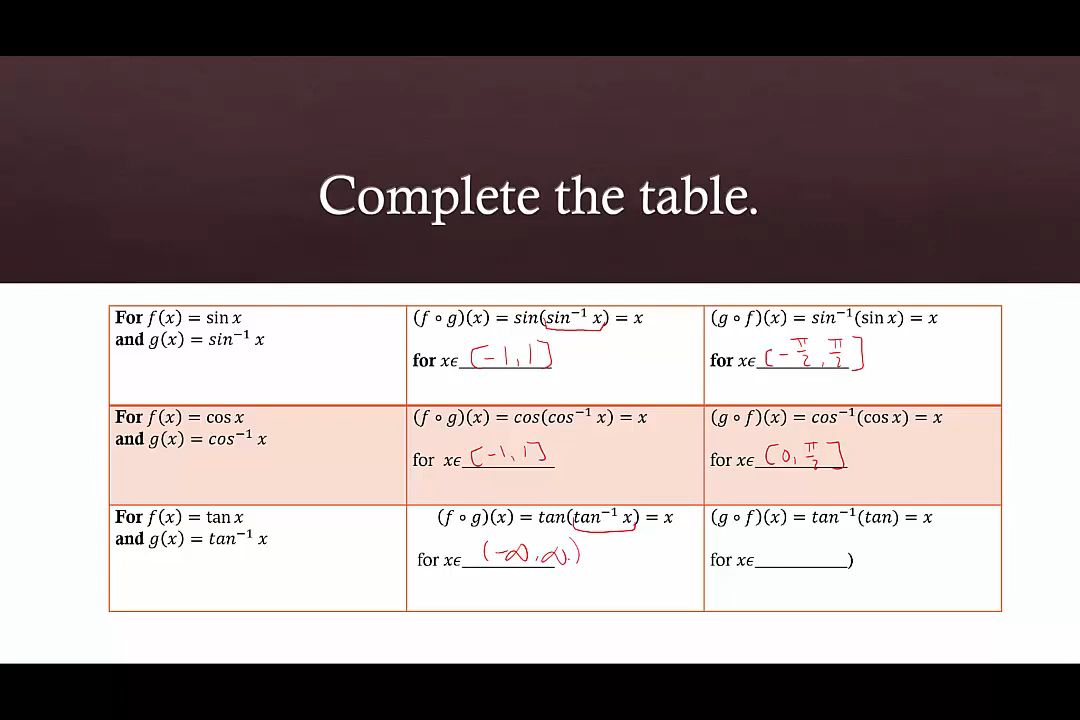 Complete the table.
For f(x) = sin x
and g(x) = sin⁻¹ x
(f ∘ g)(x) = sin(sin⁻¹ x) = x
for xϵ [-1, 1]
(g ∘ f)(x) = sin⁻¹(sin x) = x
for xϵ [-π/2, π/2]
For f(x) = cos x
and g(x) = cos⁻¹ x
(f ∘ g)(x) = cos(cos⁻¹ x) = x
for xϵ [-1, 1]
(g ∘ f)(x) = cos⁻¹(cos x) = x
for xϵ [0, π/2]
For f(x) = tan x
and g(x) = tan⁻¹ x
(f ∘ g)(x) = tan(tan⁻¹ x) = x
for xϵ (-∞, ∞)
(g ∘ f)(x) = tan⁻¹(tan) = x
for xϵ__________)